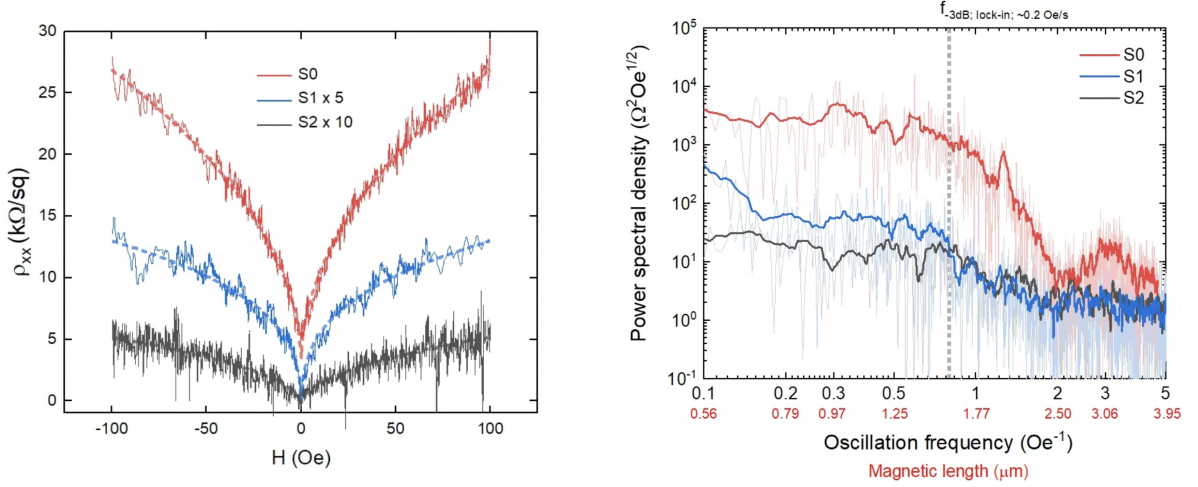 30
25
20
15
10
5
0
ρxx (kΩ/sq)
S0
S1 x 5
S2 x 10
-100
-50
0
50
100
H (Oe)
f-3dB; lock-in; ~0.2 Oe/s
10^5
10^4
10^3
10^2
10^1
10^0
10^-1
Power spectral density (Ω^2Oe^1/2)
S0
S1
S2
0.1 0.2 0.3 0.5 1 2 3 5
0.56 0.79 0.97 1.25 1.77 2.50 3.06 3.95
Oscillation frequency (Oe^-1)
Magnetic length (μm)